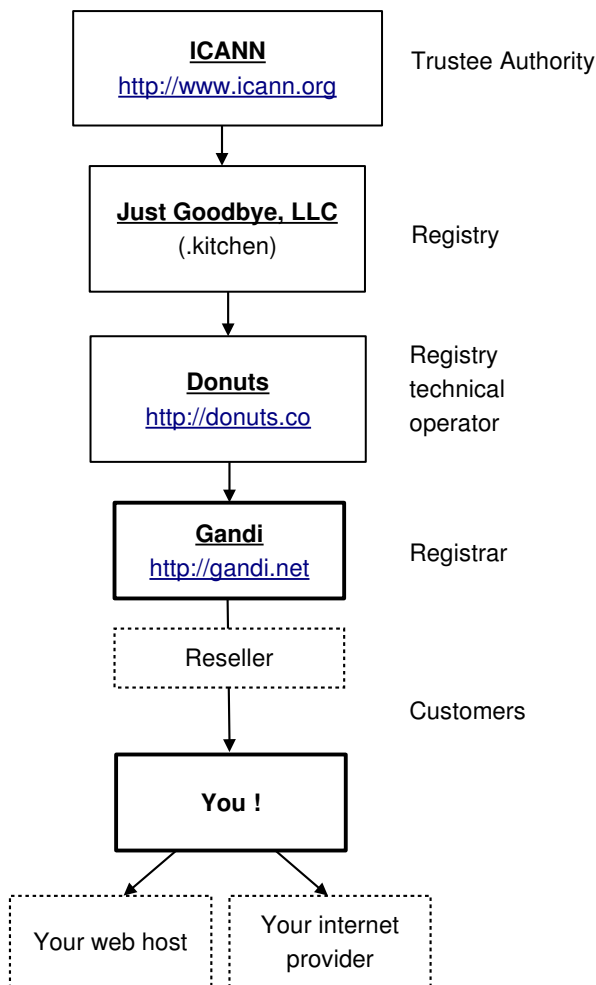 ICANN
http://www.icann.org
Trustee Authority
Just Goodbye, LLC
(.kitchen)
Registry
Donuts
http://donuts.co
Registry
technical
operator
Gandi
http://gandi.net
Registrar
Reseller
Customers
You !
Your web host
Your internet
provider